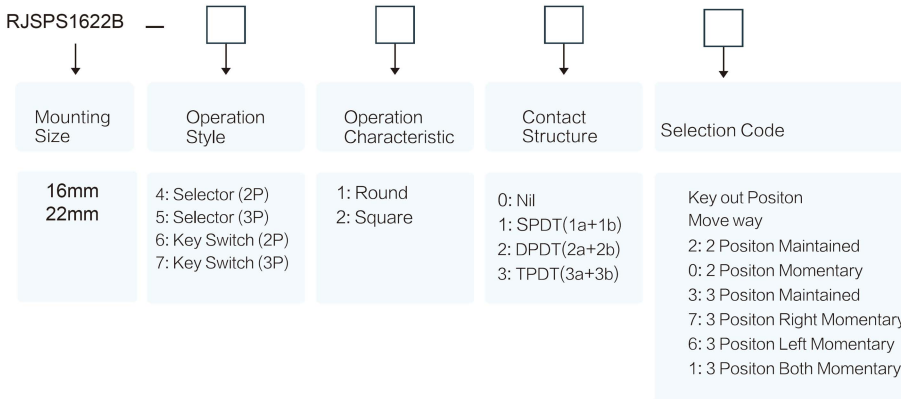 RJSPS1622B –
Mounting
Size
Operation
Style
Operation
Characteristic
Contact
Structure
Selection Code
16mm
22mm
4: Selector (2P)
5: Selector (3P)
6: Key Switch (2P)
7: Key Switch (3P)
1: Round
2: Square
0: Nil
1: SPDT(1a+1b)
2: DPDT(2a+2b)
3: TPDT(3a+3b)
Key out Positon
Move way
2: 2 Positon Maintained
0: 2 Positon Momentary
3: 3 Positon Maintained
7: 3 Positon Right Momentary
6: 3 Positon Left Momentary
1: 3 Positon Both Momentary